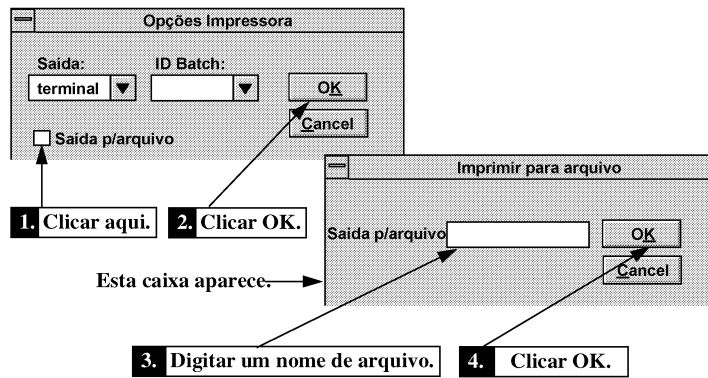 Opções Impressora
Saída: ID Batch:
terminal
OK
Cancel
Saída p/arquivo
1. Clicar aqui.
2. Clicar OK.
Imprimir para arquivo
Saída p/arquivo
OK
Cancel
Esta caixa aparece.
3. Digitar um nome de arquivo.
4. Clicar OK.